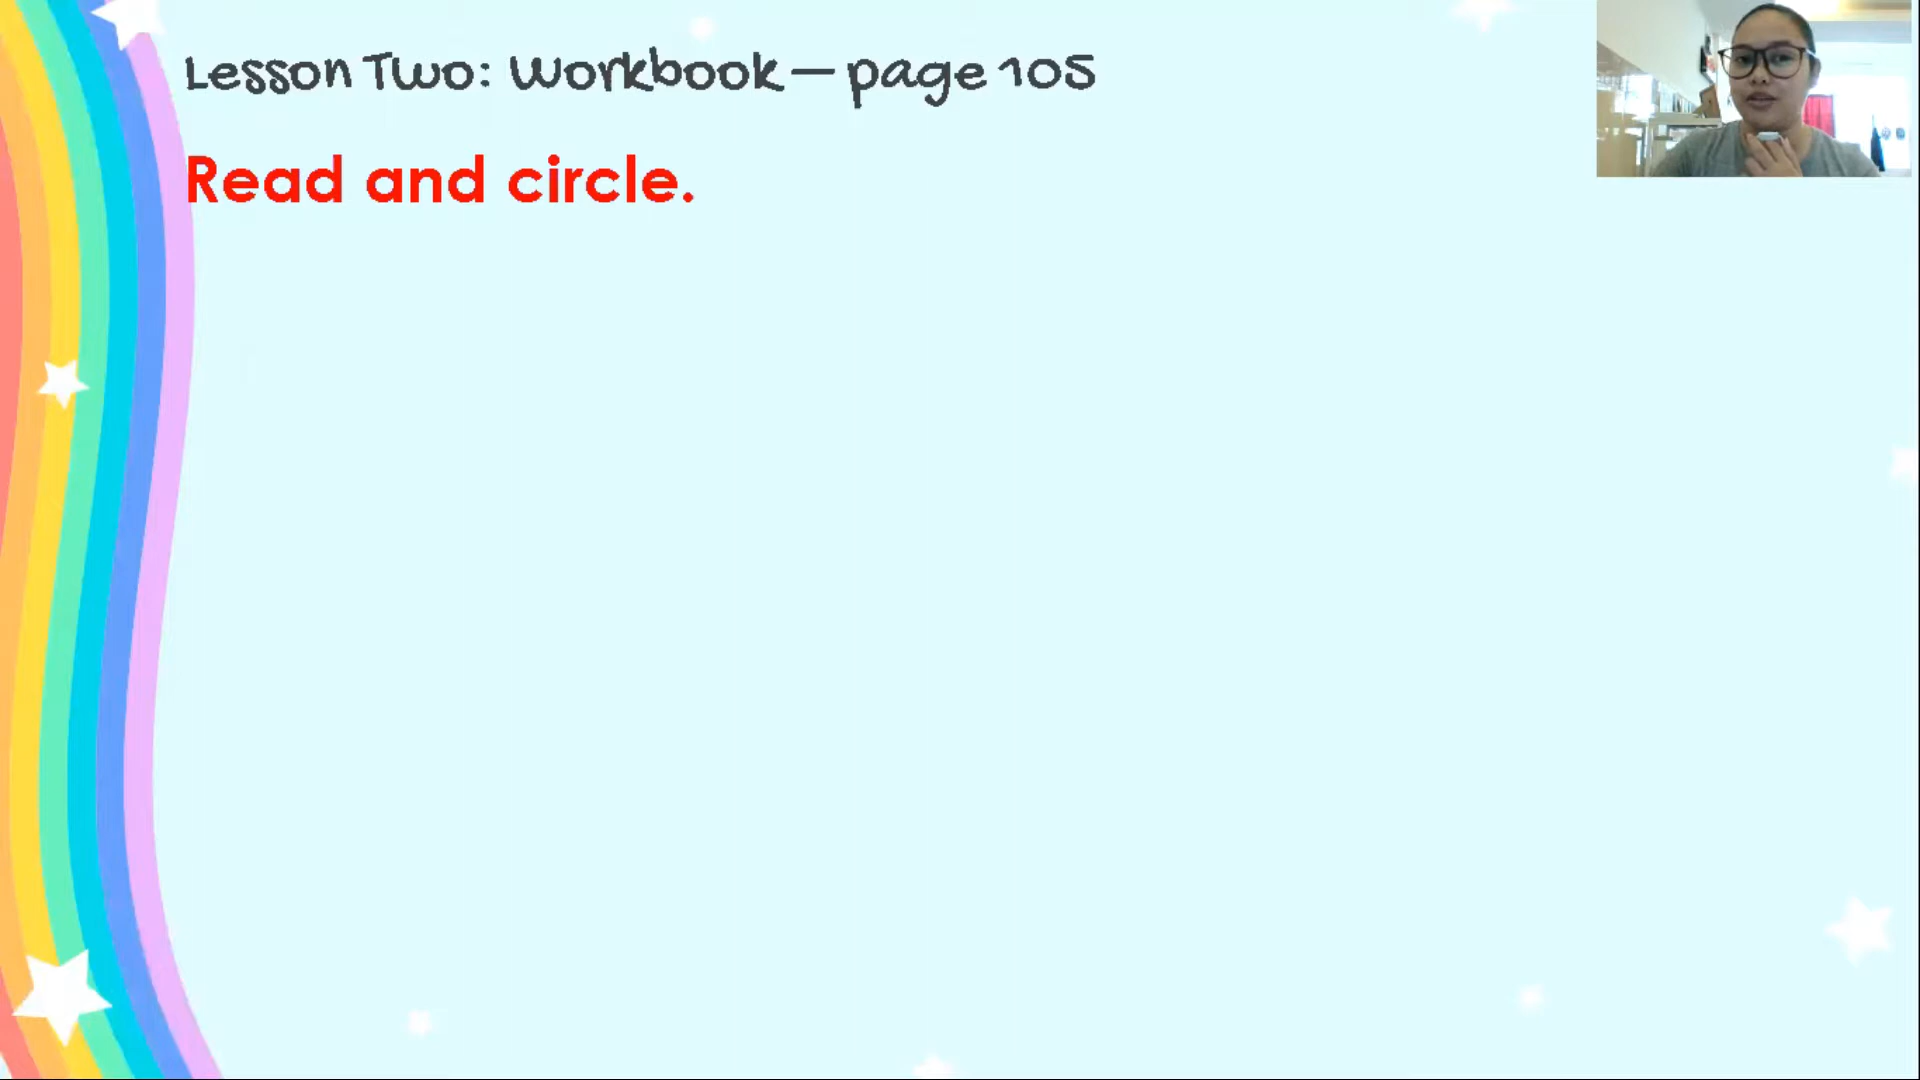 Lesson Two: Workbook – page 105
Read and circle.